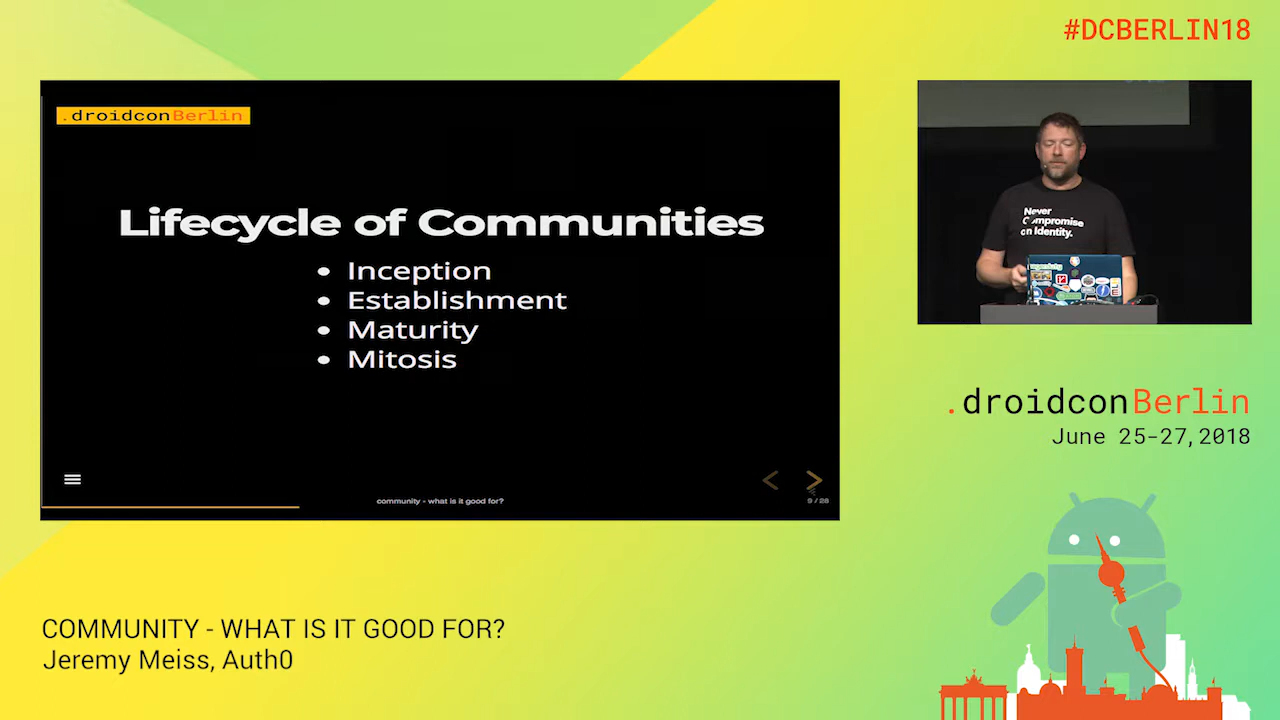 #DCBERLIN18
.droidconBerlin
Lifecycle of Communities
• Inception
• Establishment
• Maturity
• Mitosis
community - what is it good for?
9 / 28
Never
Compromise
on Identity.
.droidconBerlin
June 25-27, 2018
COMMUNITY - WHAT IS IT GOOD FOR?
Jeremy Meiss, Auth0